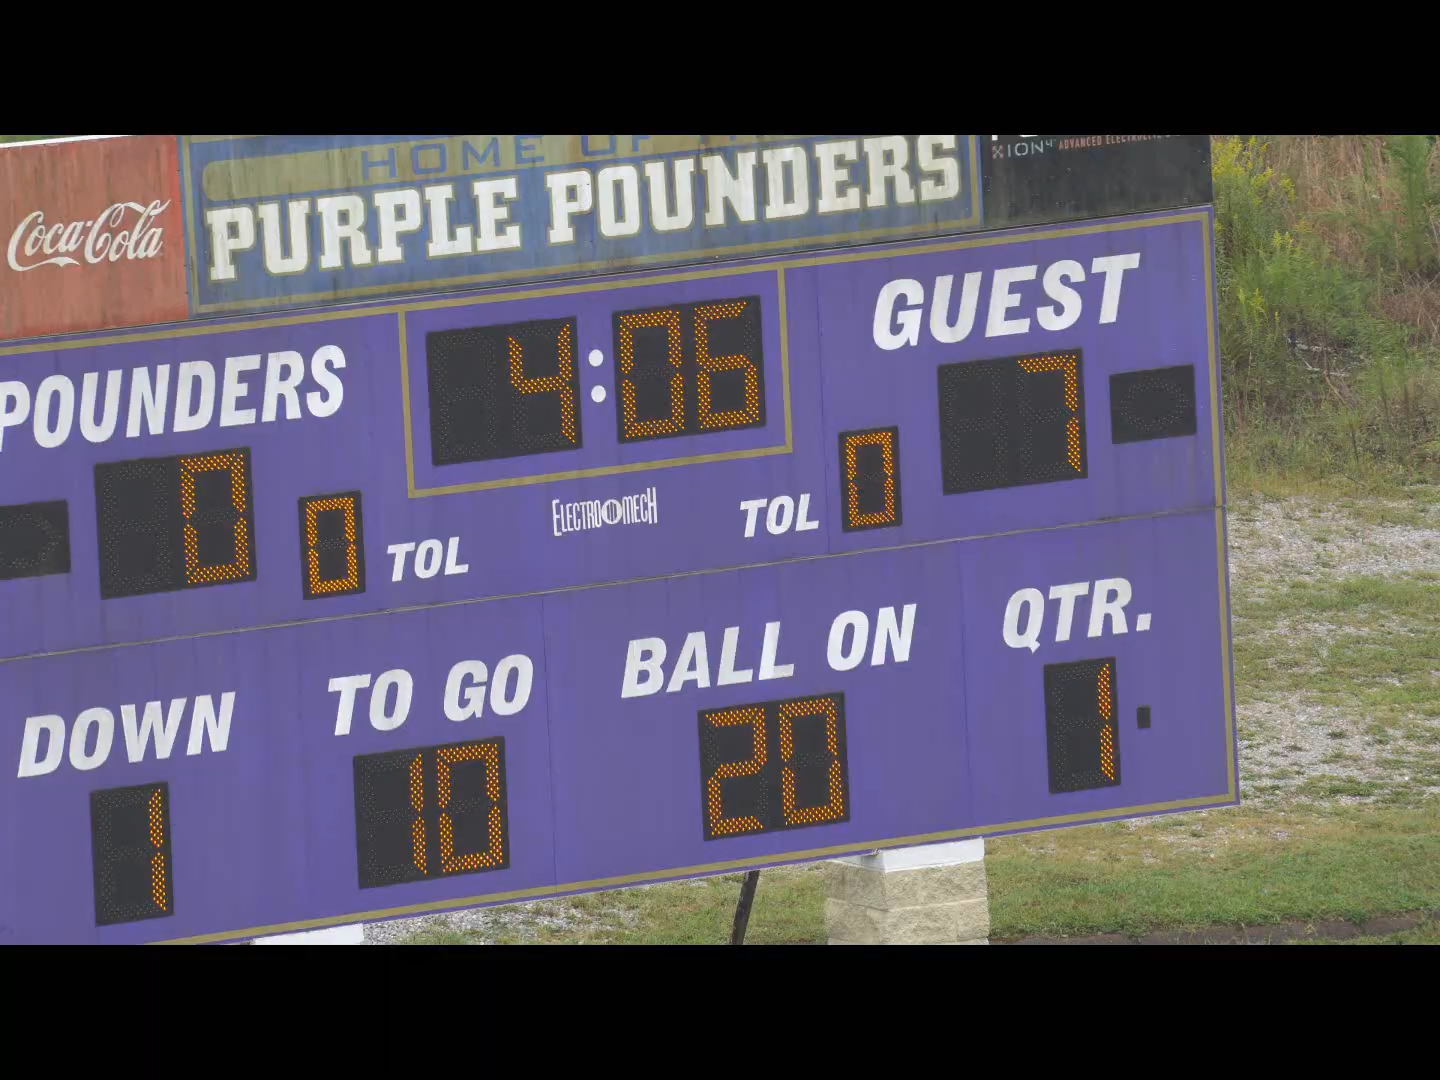 HOME OF
PURPLE POUNDERS
Coca-Cola
ION4 ADVANCED
POUNDERS
4:06
GUEST
0
0
TOL
ELECTRO-MECH
TOL
0
7
DOWN
TO GO
BALL ON
QTR.
1
10
20
1